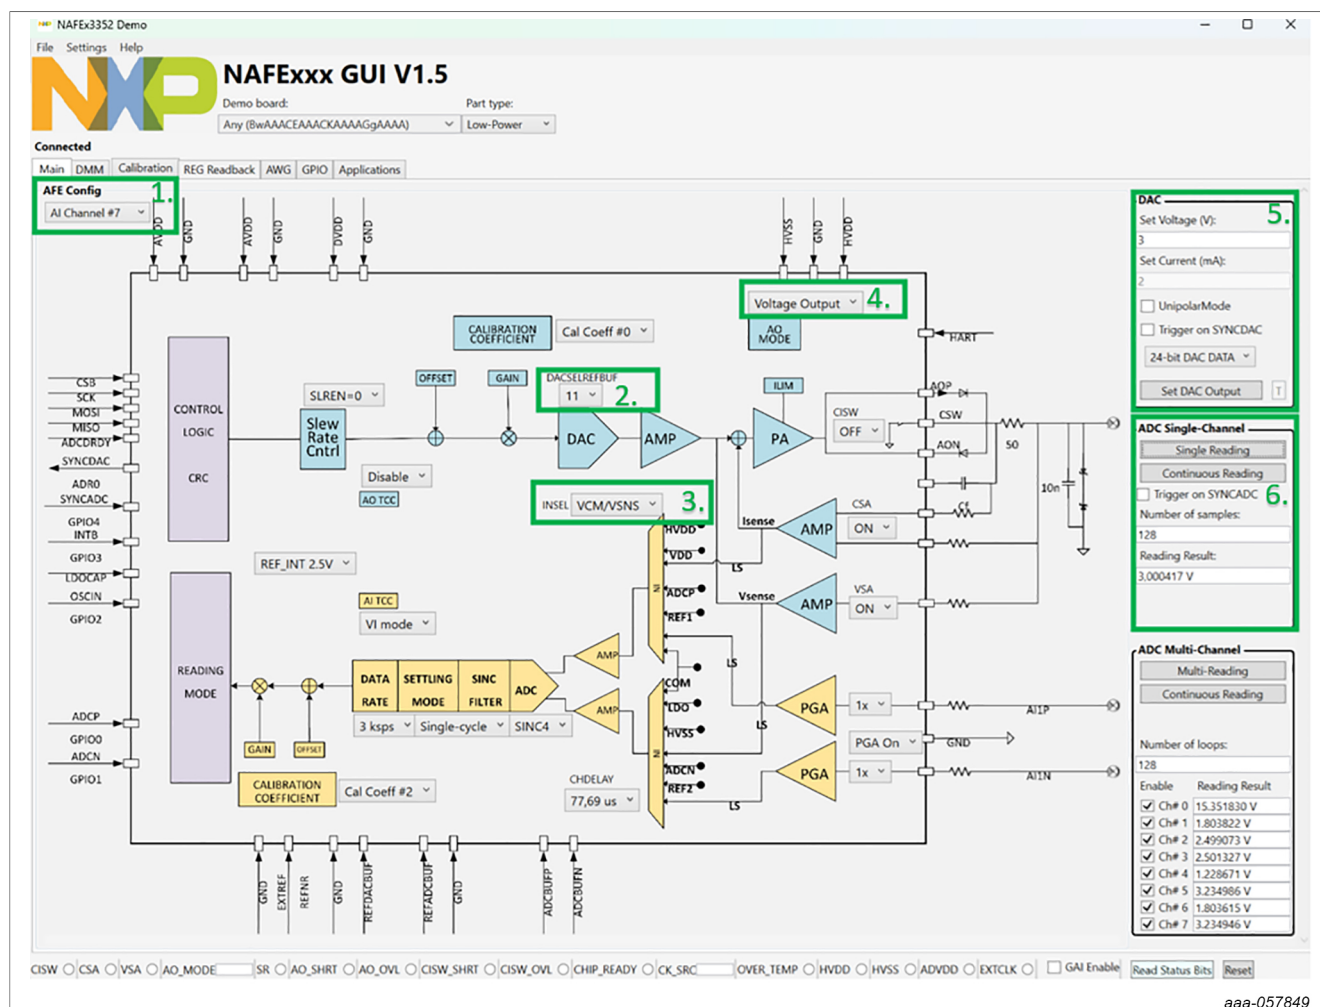 NAFEx3352 Demo
File Settings Help
NXP
NAFExxx GUI V1.5
Demo board: Part type:
Any (BwAAACEAAACKAAAAGgAAAA) Low-Power
Connected
Main DMM Calibration REG Readback AWG GPIO Applications
AFE Config 1.
AI Channel #7
AVDD GND AVDD GND DVDD GND HVSS GND HVDD
Voltage Output 4.
AO
MODE
CALIBRATION
COEFFICIENT
Cal Coeff #0
HART
CSB
SCK
MOSI
MISO
ADCDRDY
SYNCDAC
ADR0
SYNCADC
GPIO4
INTB
GPIO3
LDOCAP
OSCIN
GPIO2
CONTROL
LOGIC
CRC
SLREN=0
Slew
Rate
Cntrl
OFFSET
GAIN
DACSELREFBUF
11 2.
DAC
AMP
ILIM
PA
CISW
OFF
AOP
CSW
AON
50
10n
Cf
Disable
AO TCC
INSEL VCM/VSNS 3.
REF_INT 2.5V
AI TCC
VI mode
HVDD
VDD
ADCP
REF1
COM
LDO
HVSS
ADCN
REF2
IN
IN
LS
LS
LS
LS
Isense
AMP
CSA
ON
Vsense
AMP
VSA
ON
READING
MODE
GAIN
OFFSET
DATA
RATE
SETTLING
MODE
SINC
FILTER
ADC
AMP
AMP
3 ksps Single-cycle SINC4
CALIBRATION
COEFFICIENT
Cal Coeff #2
CHDELAY
77,69 us
PGA
1x
AI1P
PGA On
GND
PGA
1x
AI1N
ADCP
GPIO0
ADCN
GPIO1
GND EXTREF REFNR GND REFDACBUF REFADCBUF GND ADCBUFP ADCBUFN
DAC
Set Voltage (V): 5.
3
Set Current (mA):
2
UnipolarMode
Trigger on SYNCDAC
24-bit DAC DATA
Set DAC Output T
ADC Single-Channel
Single Reading
Continuous Reading
Trigger on SYNCADC 6.
Number of samples:
128
Reading Result:
3,000417 V
ADC Multi-Channel
Multi-Reading
Continuous Reading
Number of loops:
128
Enable Reading Result
Ch# 0 15.351830 V
Ch# 1 1.803822 V
Ch# 2 2.499073 V
Ch# 3 2.501327 V
Ch# 4 1.228671 V
Ch# 5 3.234986 V
Ch# 6 1.803615 V
Ch# 7 3.234946 V
CISW CSA VSA AO_MODE SR AO_SHRT AO_OVL CISW_SHRT CISW_OVL CHIP_READY CK_SRC OVER_TEMP HVDD HVSS ADVDD EXTCLK GAI Enable Read Status Bits Reset
aaa-057849